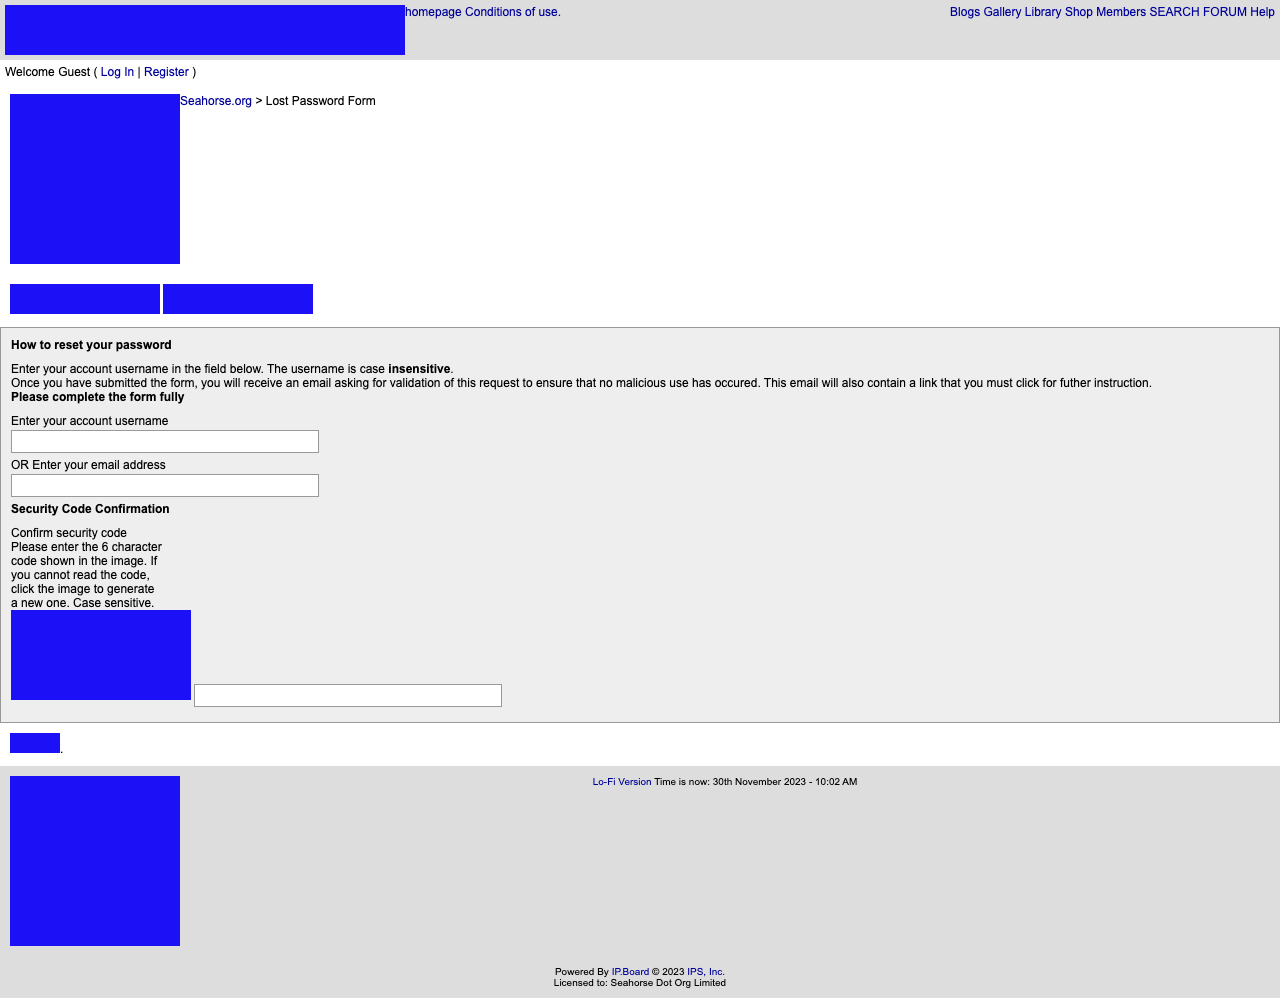 homepage Conditions of use.
Blogs Gallery Library Shop Members SEARCH FORUM Help
Welcome Guest ( Log In | Register )
Seahorse.org > Lost Password Form
How to reset your password
Enter your account username in the field below. The username is case insensitive.
Once you have submitted the form, you will receive an email asking for validation of this request to ensure that no malicious use has occured. This email will also contain a link that you must click for futher instruction.
Please complete the form fully
Enter your account username
OR Enter your email address
Security Code Confirmation
Confirm security code
Please enter the 6 character
code shown in the image. If
you cannot read the code,
click the image to generate
a new one. Case sensitive.
.
Lo-Fi Version Time is now: 30th November 2023 - 10:02 AM
Powered By IP.Board © 2023 IPS, Inc.
Licensed to: Seahorse Dot Org Limited